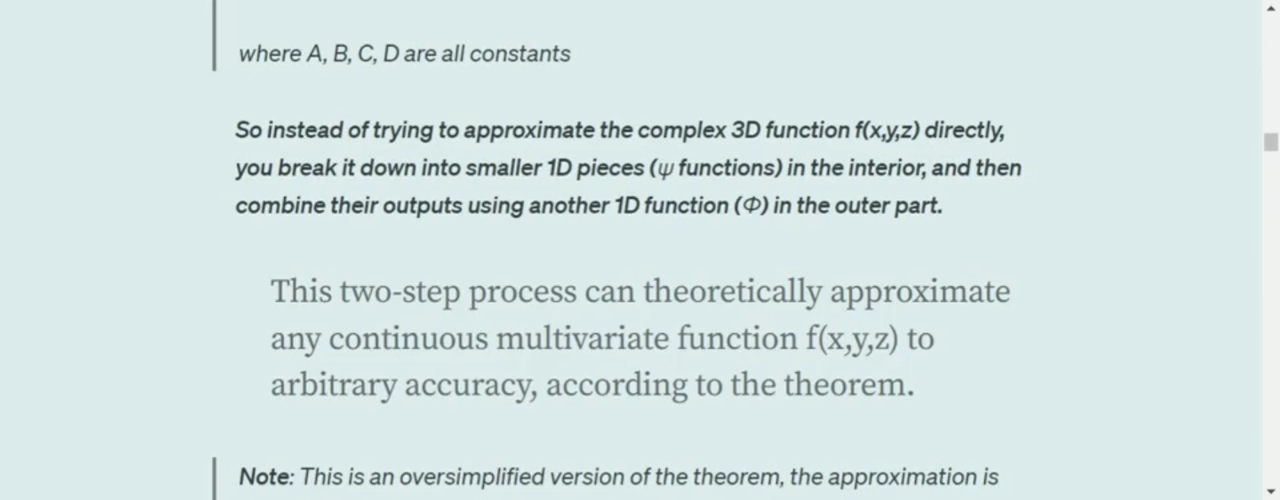 where A, B, C, D are all constants
So instead of trying to approximate the complex 3D function f(x,y,z) directly,
you break it down into smaller 1D pieces (ψ functions) in the interior, and then
combine their outputs using another 1D function (Φ) in the outer part.
This two-step process can theoretically approximate
any continuous multivariate function f(x,y,z) to
arbitrary accuracy, according to the theorem.
Note: This is an oversimplified version of the theorem, the approximation is